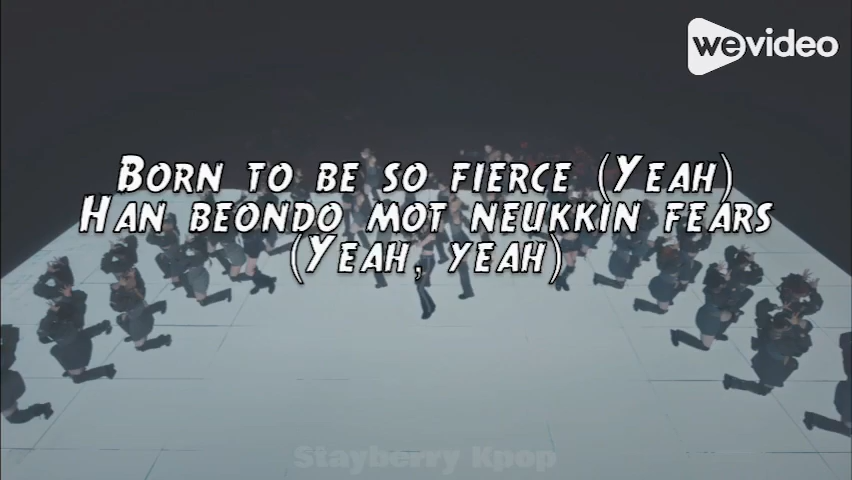 wevideo
Born to be so fierce (Yeah)
Han beondo mot neukkin fears
(Yeah, yeah)
Stayberry Kpop